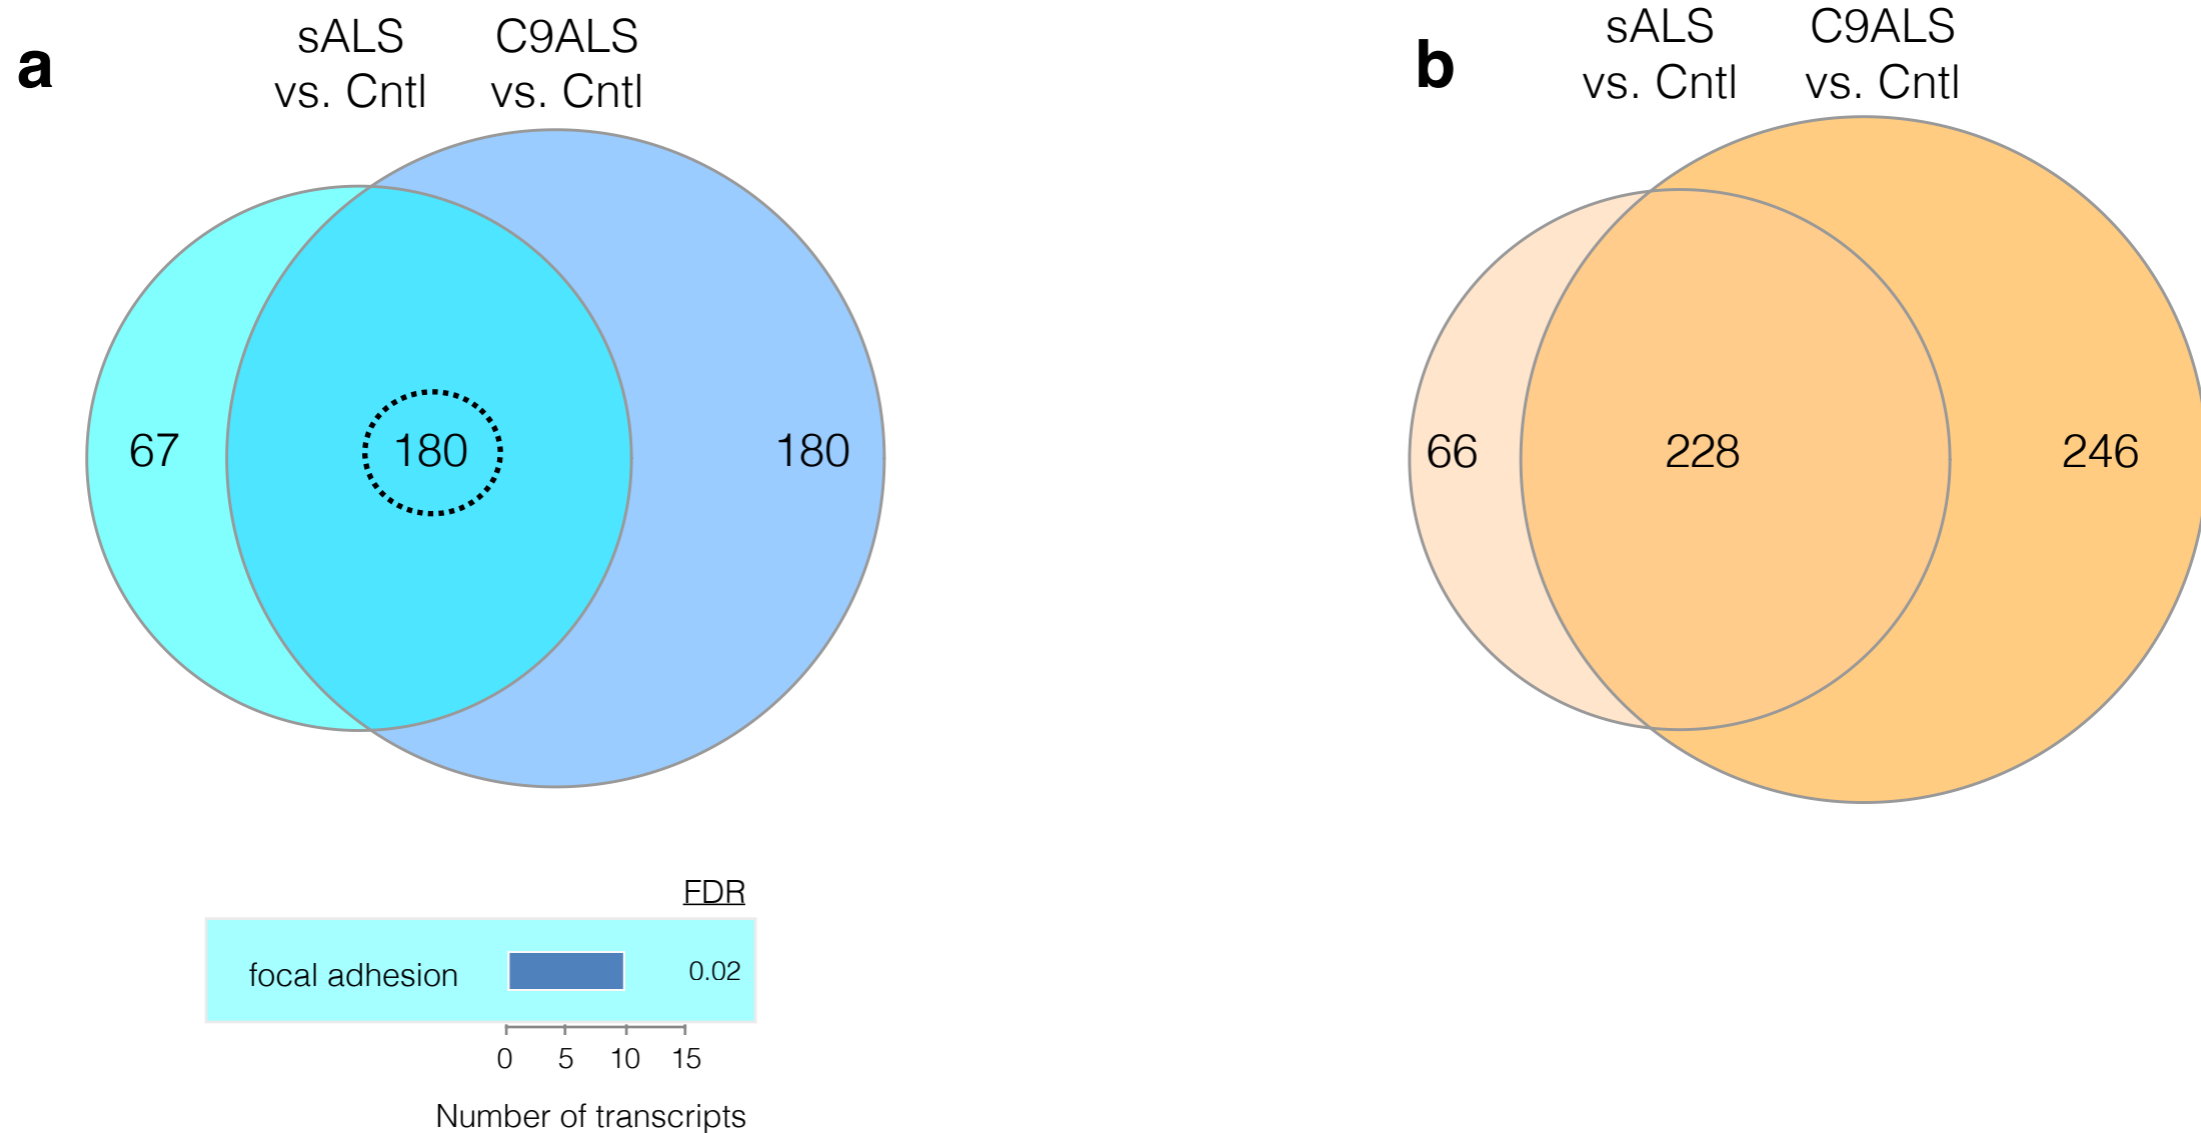 a
sALS
vs. Cntl
C9ALS
vs. Cntl
67
180
180
FDR
focal adhesion
0.02
0 5 10 15
Number of transcripts
b
sALS
vs. Cntl
C9ALS
vs. Cntl
66
228
246